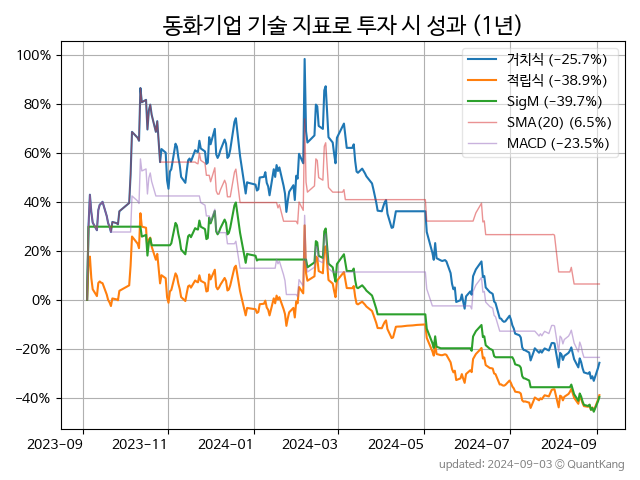 동화기업 기술 지표로 투자 시 성과 (1년)
거치식 (−25.7%)
적립식 (−38.9%)
SigM (−39.7%)
SMA(20) (6.5%)
MACD (−23.5%)
100%
80%
60%
40%
20%
0%
−20%
−40%
2023-09 2023-11 2024-01 2024-03 2024-05 2024-07 2024-09
updated: 2024-09-03 ⓒ QuantKang